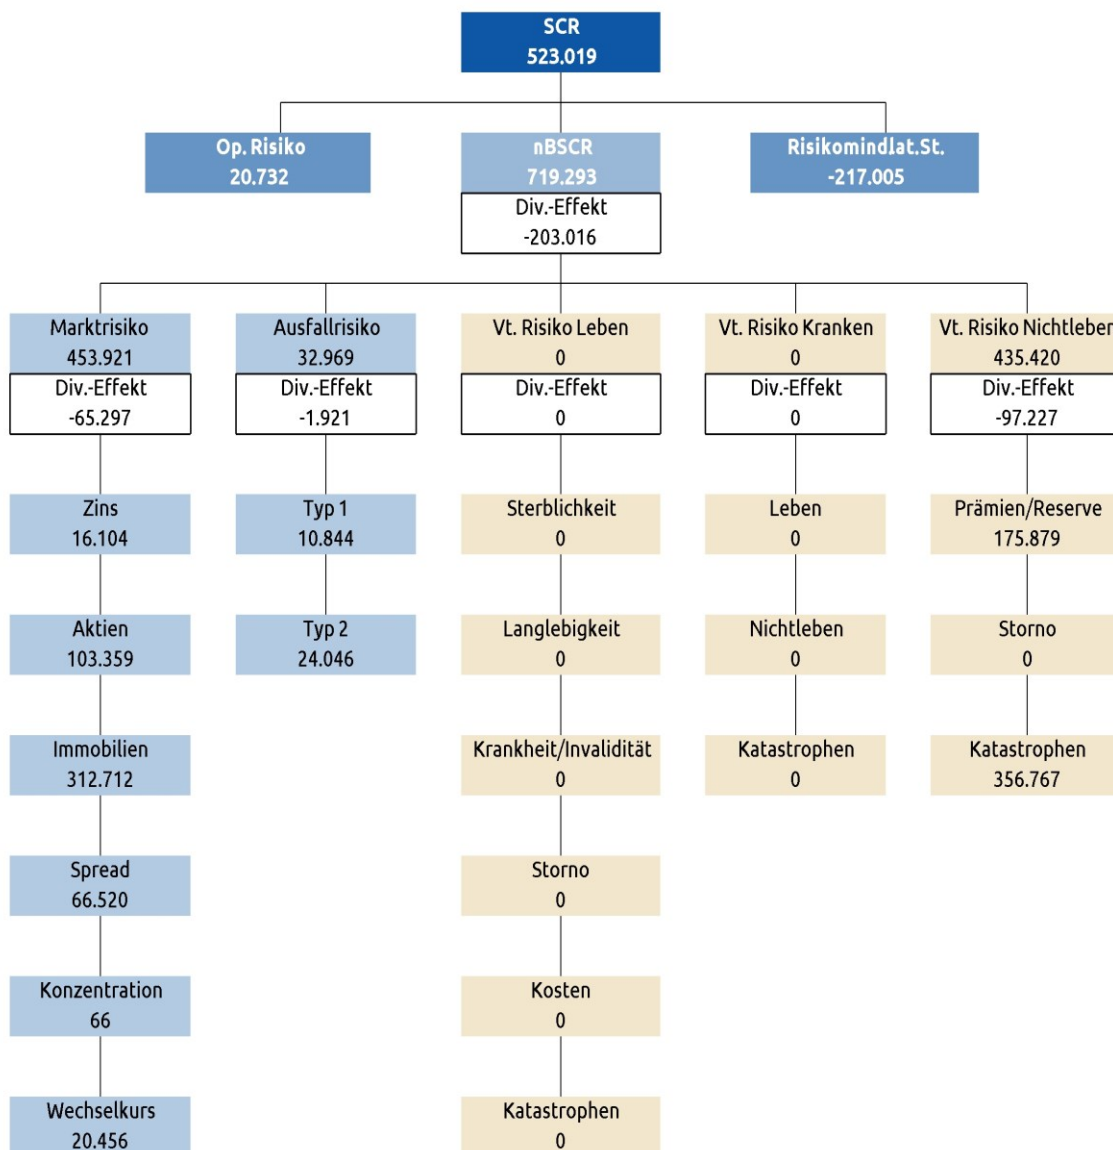 SCR
523.019
Op. Risiko
20.732
nBSCR
719.293
Risikomindlat.St.
-217.005
Div.-Effekt
-203.016
Marktrisiko
453.921
Div.-Effekt
-65.297
Ausfallrisiko
32.969
Div.-Effekt
-1.921
Vt. Risiko Leben
0
Div.-Effekt
0
Vt. Risiko Kranken
0
Div.-Effekt
0
Vt. Risiko Nichtleben
435.420
Div.-Effekt
-97.227
Zins
16.104
Typ 1
10.844
Sterblichkeit
0
Leben
0
Prämien/Reserve
175.879
Aktien
103.359
Typ 2
24.046
Langlebigkeit
0
Nichtleben
0
Storno
0
Immobilien
312.712
Krankheit/Invalidität
0
Katastrophen
0
Katastrophen
356.767
Spread
66.520
Storno
0
Konzentration
66
Kosten
0
Wechselkurs
20.456
Katastrophen
0